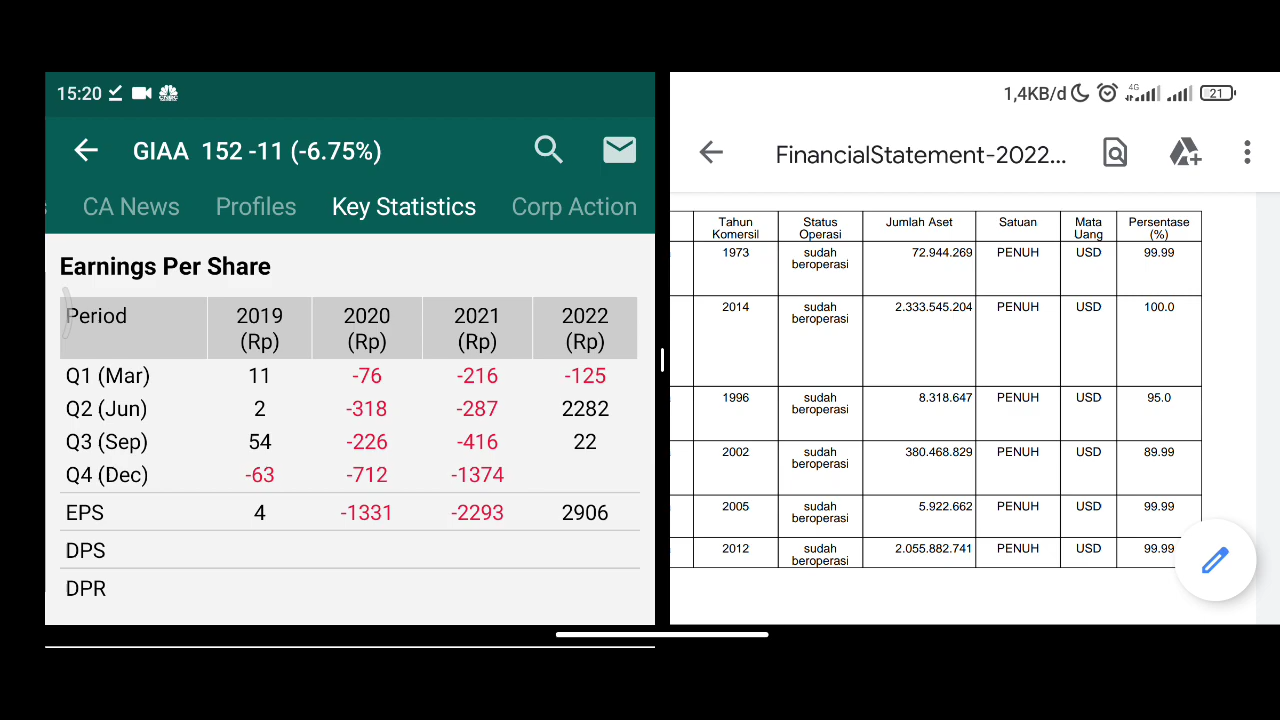 15:20
GIAA 152 -11 (-6.75%)
CA News Profiles Key Statistics Corp Action
Earnings Per Share
Period 2019 (Rp) 2020 (Rp) 2021 (Rp) 2022 (Rp)
Q1 (Mar) 11 -76 -216 -125
Q2 (Jun) 2 -318 -287 2282
Q3 (Sep) 54 -226 -416 22
Q4 (Dec) -63 -712 -1374
EPS 4 -1331 -2293 2906
DPS
DPR
1,4KB/d 4G 21
FinancialStatement-2022...
Tahun Komersil Status Operasi Jumlah Aset Satuan Mata Uang Persentase (%)
1973 sudah beroperasi 72.944.269 PENUH USD 99.99
2014 sudah beroperasi 2.333.545.204 PENUH USD 100.0
1996 sudah beroperasi 8.318.647 PENUH USD 95.0
2002 sudah beroperasi 380.468.829 PENUH USD 89.99
2005 sudah beroperasi 5.922.662 PENUH USD 99.99
2012 sudah beroperasi 2.055.882.741 PENUH USD 99.99